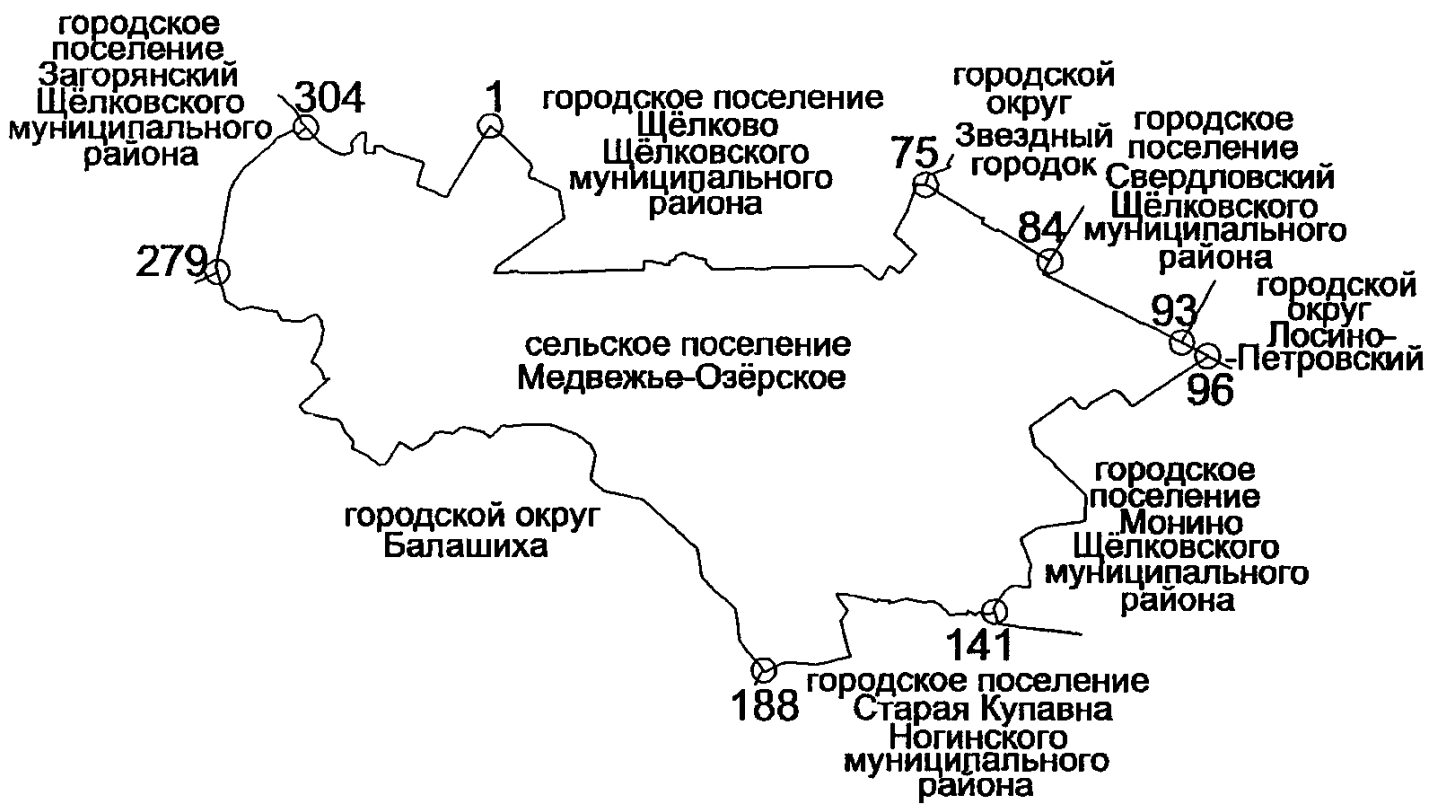 городское
поселение
Загорянский
Щёлковского
муниципального
района
304
1
городское поселение
Щёлково
Щёлковского
муниципального
района
75
городской
округ
Звездный
городок
городское
поселение
Свердловский
Щёлковского
муниципального
района
84
279
93
городской
округ
Лосино-
-Петровский
96
сельское поселение
Медвежье-Озёрское
городское
поселение
Монино
Щёлковского
муниципального
района
городской округ
Балашиха
141
188
городское поселение
Старая Купавна
Ногинского
муниципального
района